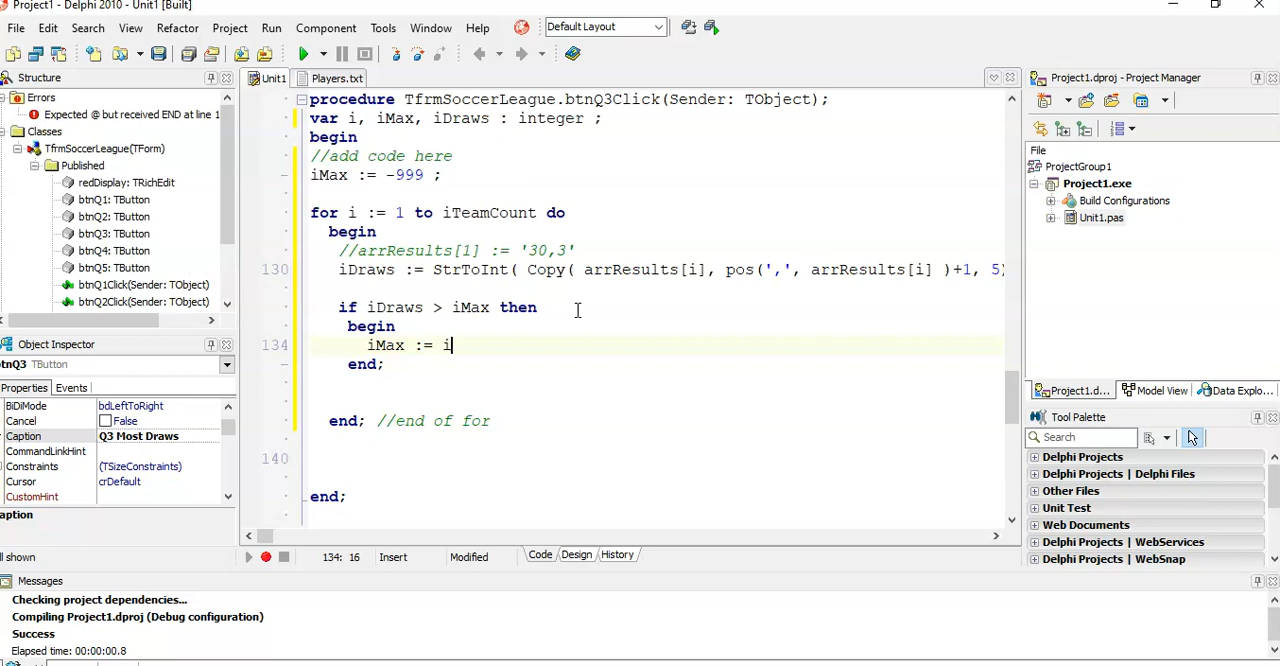 Project1 - Delphi 2010 - Unit1 [Built]
File Edit Search View Refactor Project Run Component Tools Window Help Default Layout
Structure
Errors
Expected @ but received END at line 1
Classes
TfrmSoccerLeague(TForm)
Published
redDisplay: TRichEdit
btnQ1: TButton
btnQ2: TButton
btnQ3: TButton
btnQ4: TButton
btnQ5: TButton
btnQ1Click(Sender: TObject)
btnQ2Click(Sender: TObject)
Object Inspector
btnQ3 TButton
Properties Events
BiDiMode bdLeftToRight
Cancel False
Caption Q3 Most Draws
CommandLinkHint
Constraints (TSizeConstraints)
Cursor crDefault
CustomHint
aption
ll shown
Unit1 Players.txt
procedure TfrmSoccerLeague.btnQ3Click(Sender: TObject);
var i, iMax, iDraws : integer ;
begin
//add code here
iMax := -999 ;
for i := 1 to iTeamCount do
begin
//arrResults[1] := '30,3'
130 iDraws := StrToInt( Copy( arrResults[i], pos(',', arrResults[i] )+1, 5)
if iDraws > iMax then
begin
134 iMax := i
end;
end; //end of for
140
end;
134: 16 Insert Modified Code Design History
Project1.dproj - Project Manager
File
ProjectGroup1
Project1.exe
Build Configurations
Unit1.pas
Project1.d... Model View Data Explo...
Tool Palette
Search
Delphi Projects
Delphi Projects | Delphi Files
Other Files
Unit Test
Web Documents
Delphi Projects | WebServices
Delphi Projects | WebSnap
Messages
Checking project dependencies...
Compiling Project1.dproj (Debug configuration)
Success
Elapsed time: 00:00:00.8